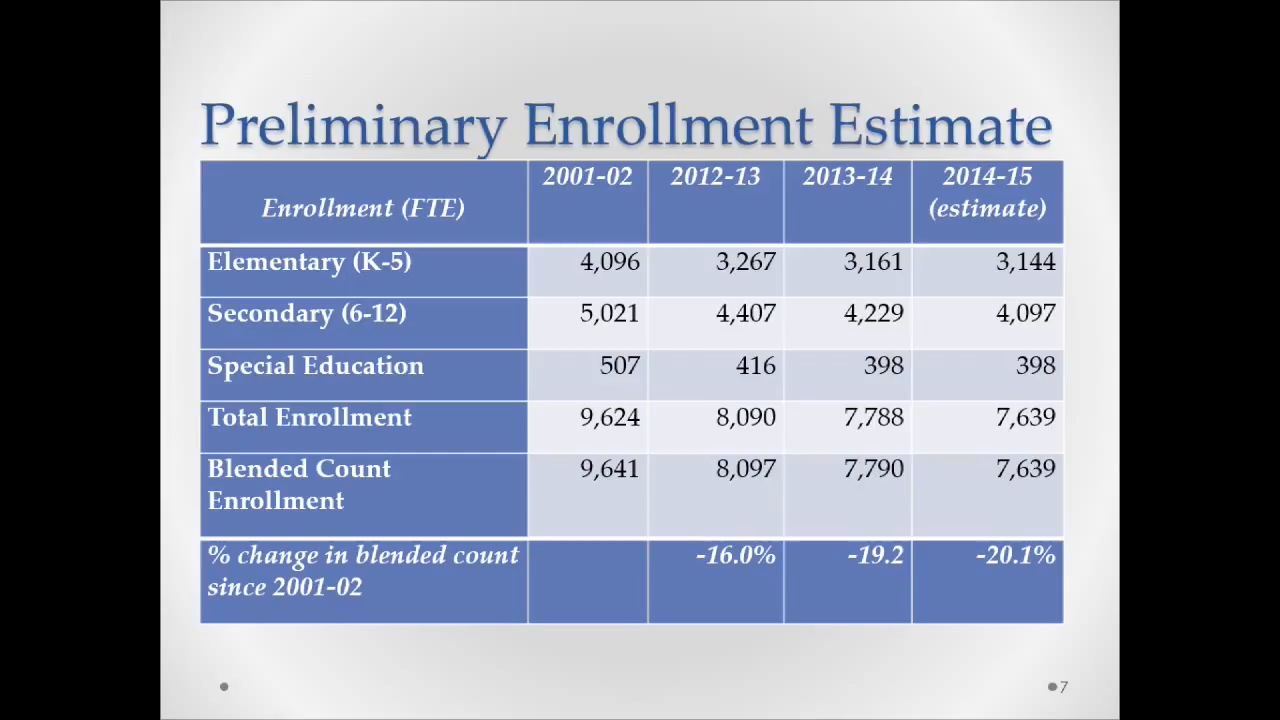 Preliminary Enrollment Estimate
Enrollment (FTE) 2001-02 2012-13 2013-14 2014-15 (estimate)
Elementary (K-5) 4,096 3,267 3,161 3,144
Secondary (6-12) 5,021 4,407 4,229 4,097
Special Education 507 416 398 398
Total Enrollment 9,624 8,090 7,788 7,639
Blended Count Enrollment 9,641 8,097 7,790 7,639
% change in blended count since 2001-02 -16.0% -19.2 -20.1%
7